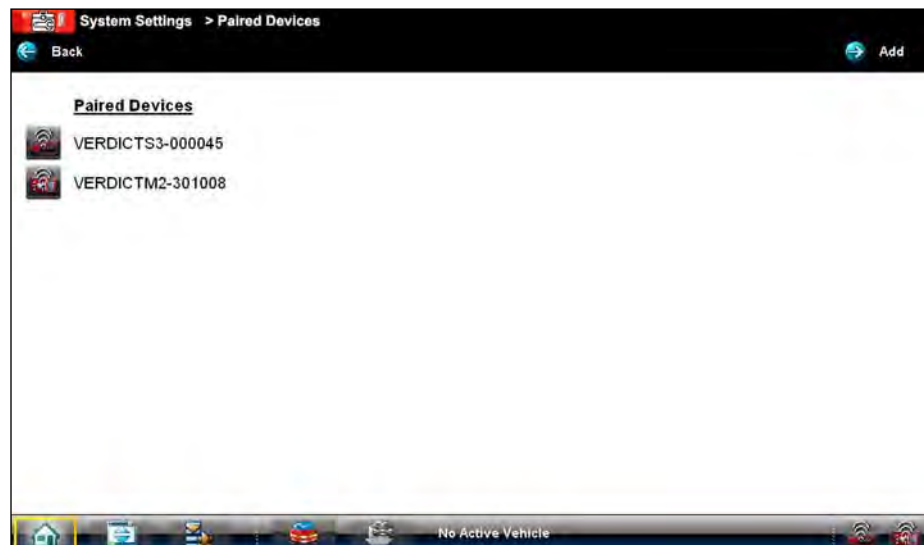 System Settings > Paired Devices
Back
Add
Paired Devices
VERDICTS3-000045
VERDICTM2-301008
No Active Vehicle